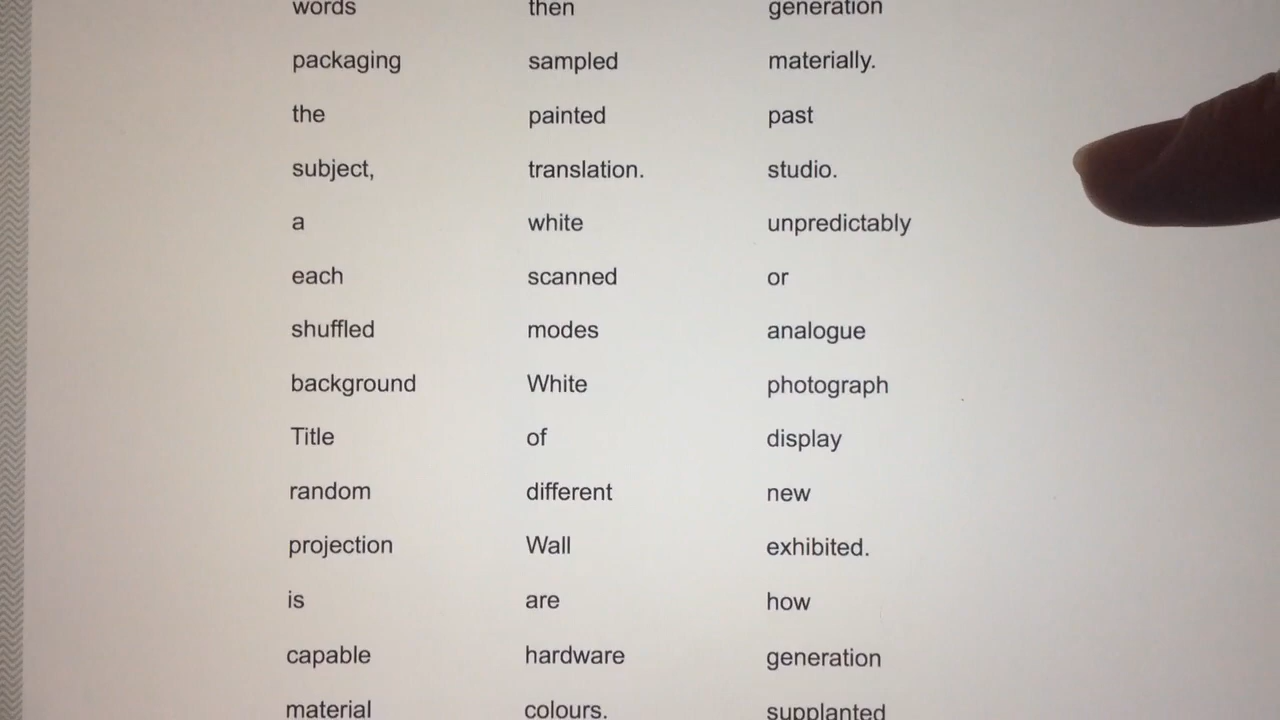 words then generation
packaging sampled materially.
the painted past
subject, translation. studio.
a white unpredictably
each scanned or
shuffled modes analogue
background White photograph
Title of display
random different new
projection Wall exhibited.
is are how
capable hardware generation
material colours. supplanted